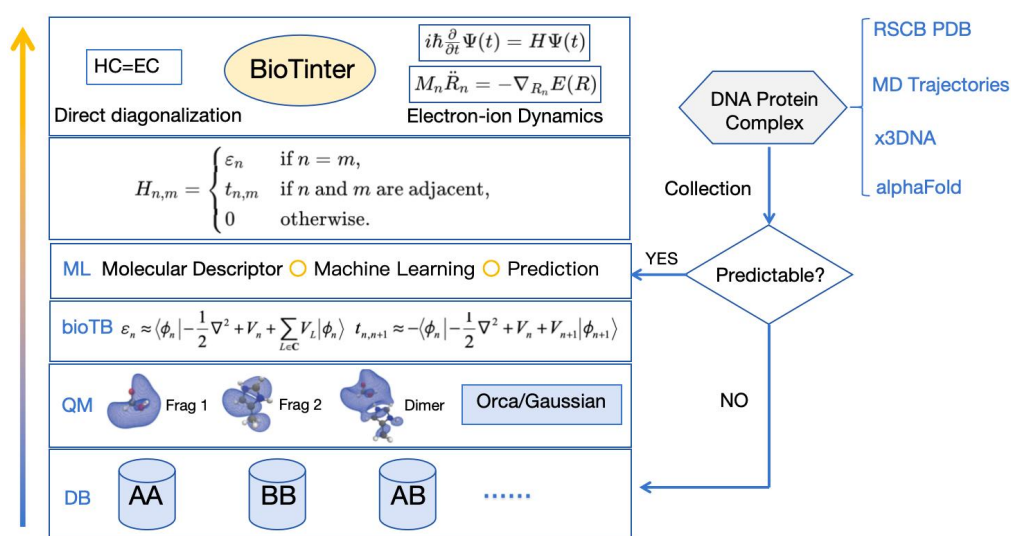 HC=EC
Direct diagonalization
BioTinter
iℏ ∂/∂t Ψ(t) = HΨ(t)
M_n R̈_n = −∇_{R_n} E(R)
Electron-ion Dynamics
H_{n,m} = { ε_n if n = m,
t_{n,m} if n and m are adjacent,
0 otherwise.
ML Molecular Descriptor Machine Learning Prediction
bioTB ε_n ≈ ⟨ϕ_n|−1/2 ∇² + V_n + ∑_{L∈C} V_L|ϕ_n⟩ t_{n,n+1} ≈ −⟨ϕ_n|−1/2 ∇² + V_n + V_{n+1}|ϕ_{n+1}⟩
QM Frag 1 Frag 2 Dimer Orca/Gaussian
DB AA BB AB ······
DNA Protein
Complex
RSCB PDB
MD Trajectories
x3DNA
alphaFold
Collection
Predictable?
YES
NO